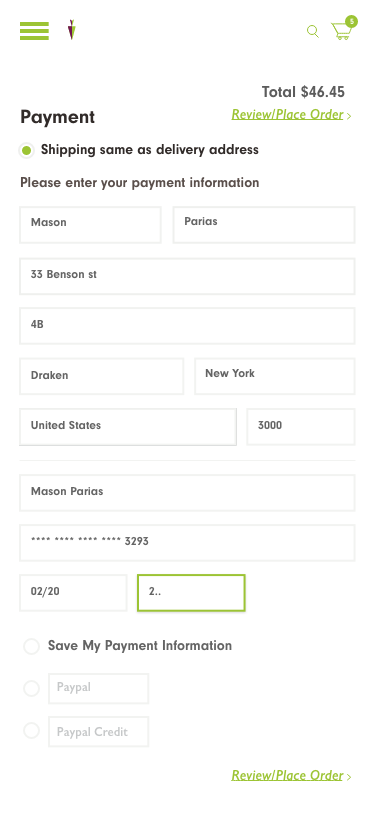 5
Total $46.45
Payment
Review/Place Order >
Shipping same as delivery address
Please enter your payment information
Mason
Parias
33 Benson st
4B
Draken
New York
United States
3000
Mason Parias
**** **** **** **** 3293
02/20
2..
Save My Payment Information
Paypal
Paypal Credit
Review/Place Order >